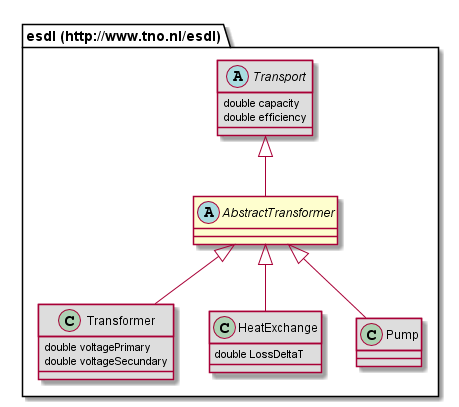 esdl (http://www.tno.nl/esdl)
A Transport
double capacity
double efficiency
A AbstractTransformer
C Transformer
double voltagePrimary
double voltageSecundary
C HeatExchange
double LossDeltaT
C Pump